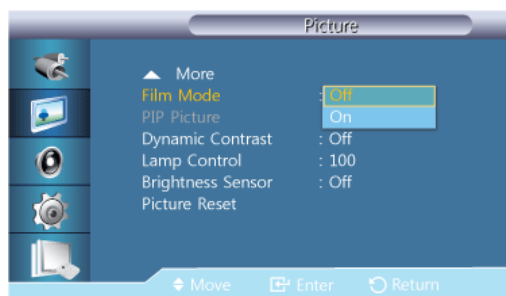 Picture
More
Film Mode : Off
PIP Picture On
Dynamic Contrast : Off
Lamp Control : 100
Brightness Sensor : Off
Picture Reset
Move Enter Return